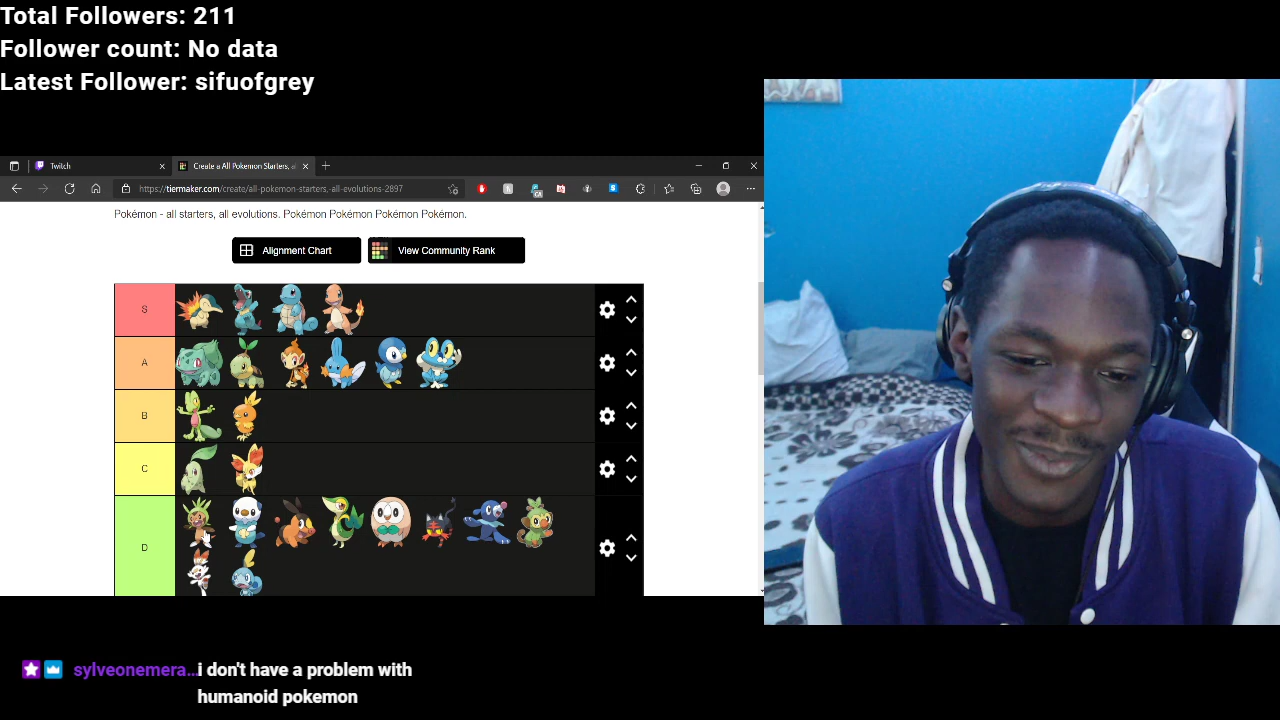 Total Followers: 211
Follower count: No data
Latest Follower: sifuofgrey
Twitch
Create a All Pokemon Starters, al
https://tiermaker.com/create/all-pokemon-starters,-all-evolutions-2897
Pokémon - all starters, all evolutions. Pokémon Pokémon Pokémon Pokémon.
Alignment Chart
View Community Rank
S
A
B
C
D
sylveonemera... i don't have a problem with
humanoid pokemon